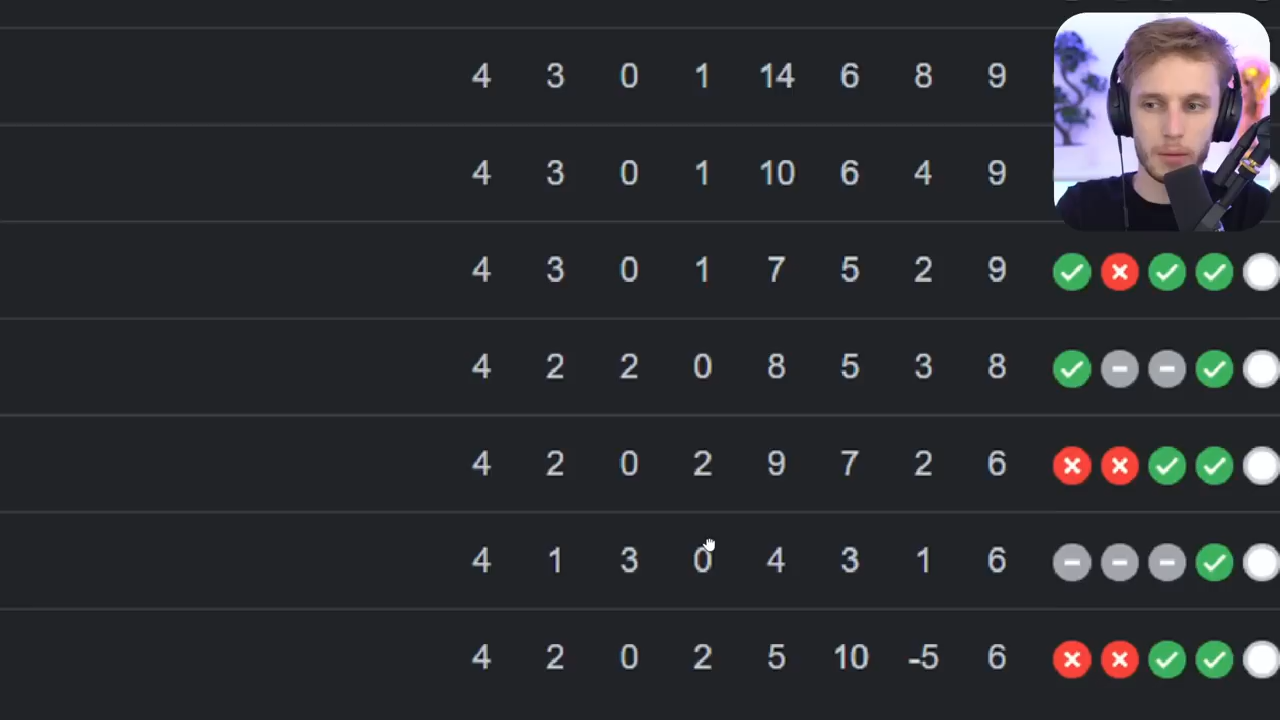 4 3 0 1 14 6 8 9
4 3 0 1 10 6 4 9
4 3 0 1 7 5 2 9
4 2 2 0 8 5 3 8
4 2 0 2 9 7 2 6
4 1 3 0 4 3 1 6
4 2 0 2 5 10 -5 6